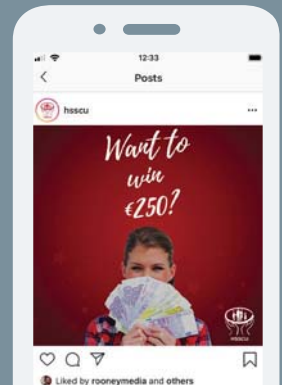 12:33
Posts
hsscu
Want to
win
€250?
HSSCU
Liked by rooneymedia and others